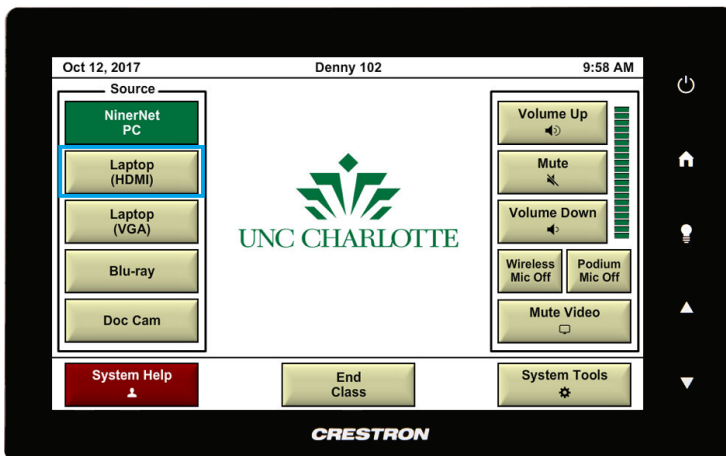 Oct 12, 2017
Denny 102
9:58 AM
Source
NinerNet
PC
Laptop
(HDMI)
Laptop
(VGA)
Blu-ray
Doc Cam
UNC CHARLOTTE
Volume Up
Mute
Volume Down
Wireless
Mic Off
Podium
Mic Off
Mute Video
System Help
End
Class
System Tools
CRESTRON